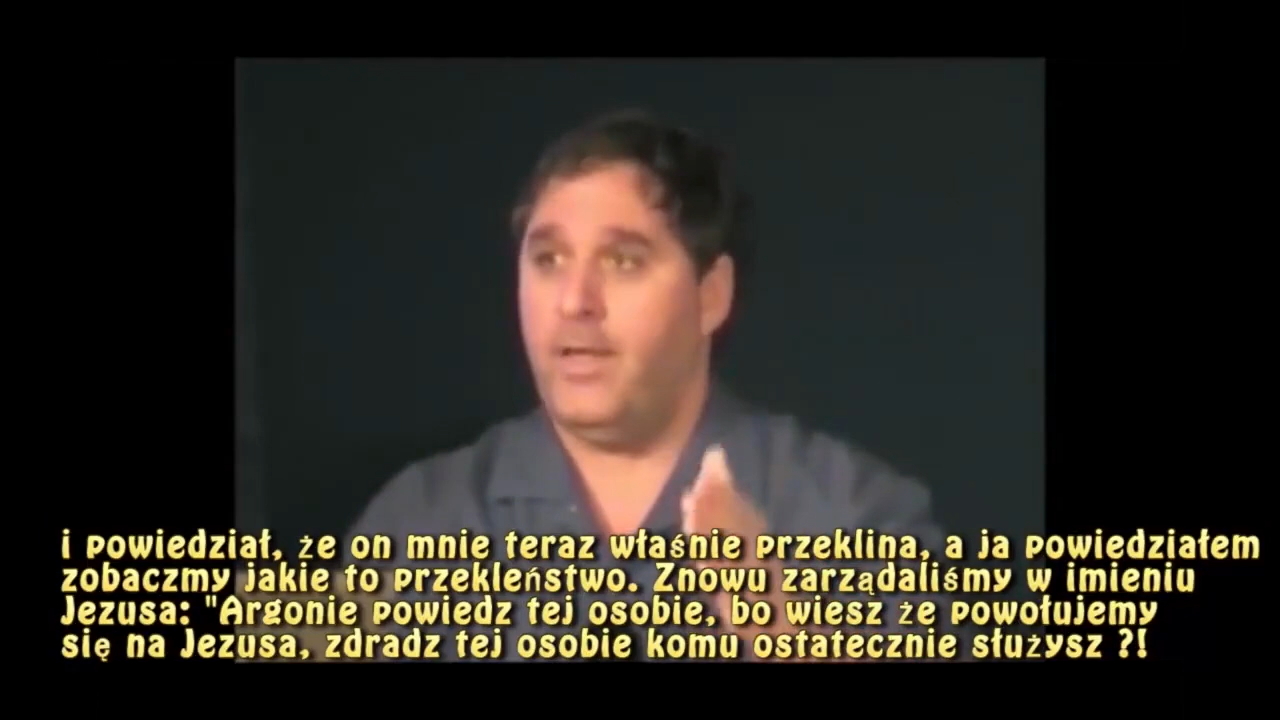 i powiedział, że on mnie teraz właśnie przeklina, a ja powiedziałem
zobaczmy jakie to przekleństwo. Znowu zarządaliśmy w imieniu
Jezusa: "Argonie powiedz tej osobie, bo wiesz że powołujemy
się na Jezusa, zdradz tej osobie komu ostatecznie służysz ?!